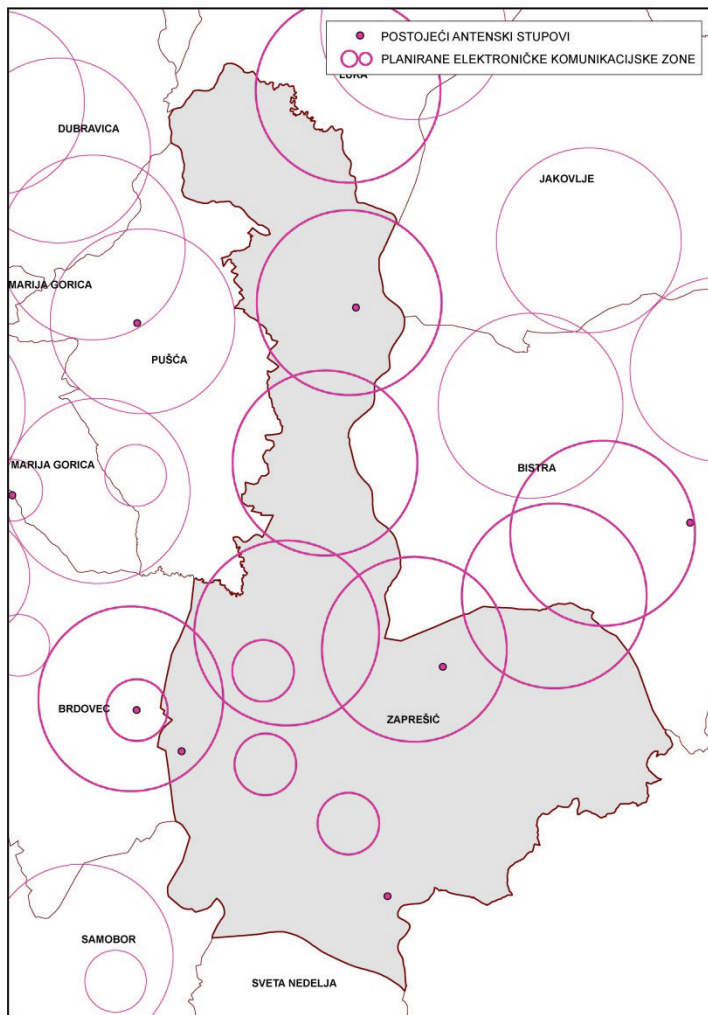 POSTOJEĆI ANTENSKI STUPOVI
PLANIRANE ELEKTRONIČKE KOMUNIKACIJSKE ZONE
LUKA
DUBRAVICA
JAKOVLJE
MARIJA GORICA
PUŠĆA
MARIJA GORICA
BISTRA
BRDOVEC
ZAPREŠIĆ
SAMOBOR
SVETA NEDELJA